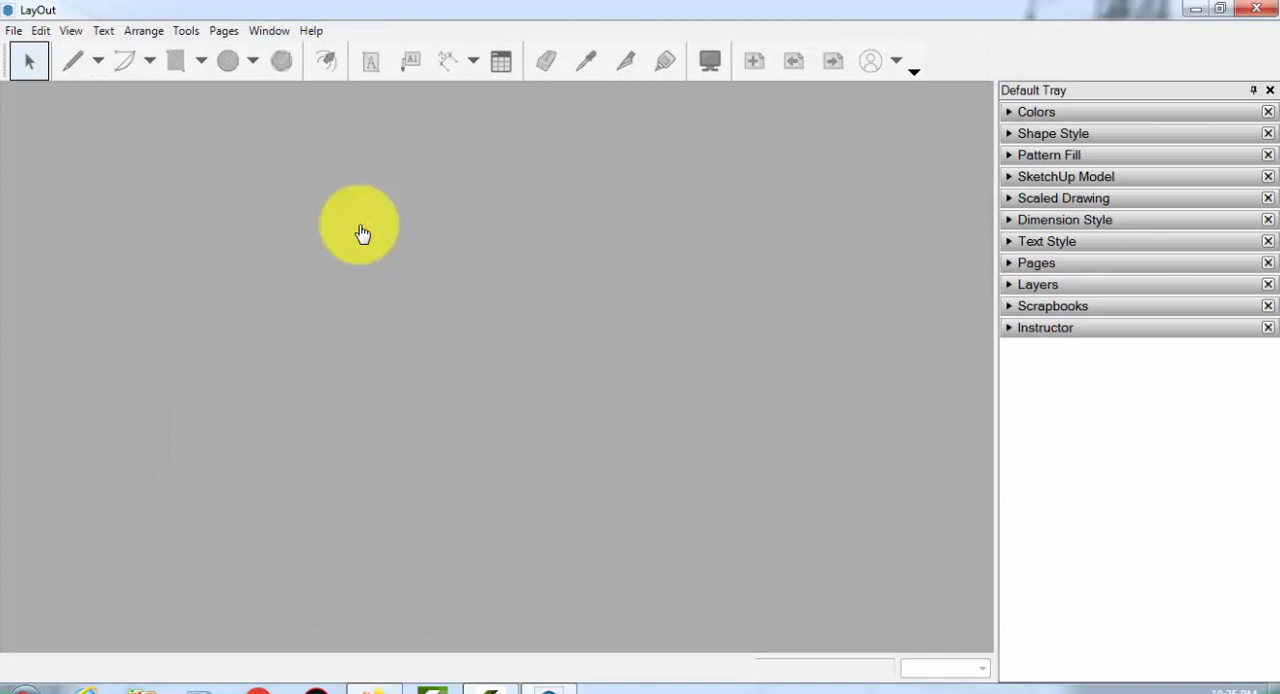 LayOut
File Edit View Text Arrange Tools Pages Window Help
Default Tray
Colors
Shape Style
Pattern Fill
SketchUp Model
Scaled Drawing
Dimension Style
Text Style
Pages
Layers
Scrapbooks
Instructor